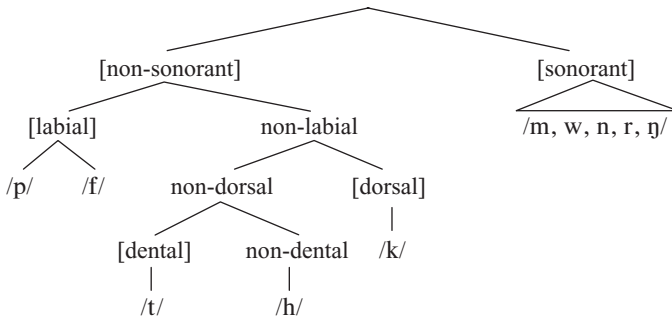 [non-sonorant] [sonorant]
[labial] non-labial /m, w, n, r, ŋ/
/p/ /f/ non-dorsal [dorsal]
[dental] non-dental /k/
/t/ /h/